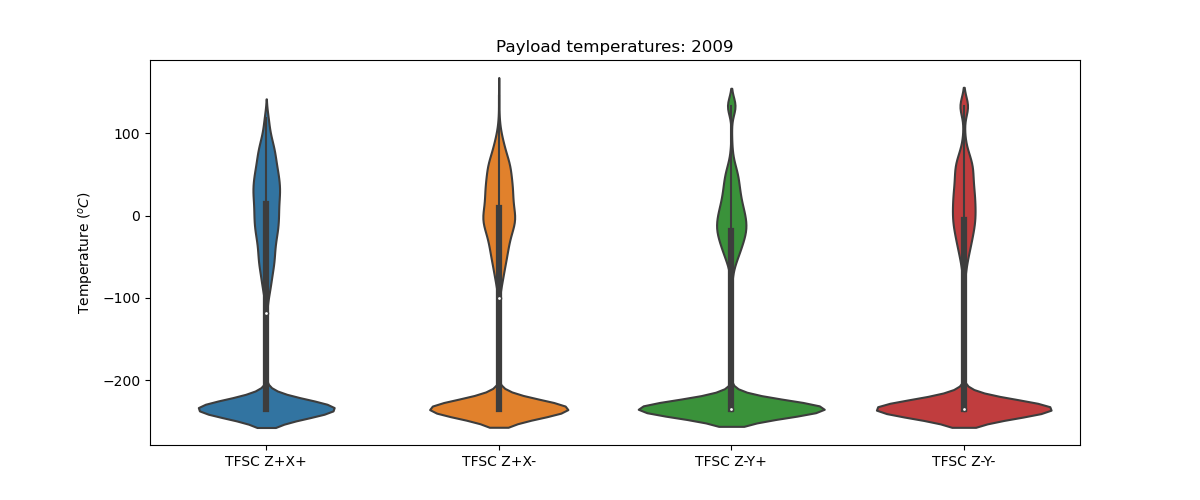 Payload temperatures: 2009
Temperature (°C)
100
0
−100
−200
TFSC Z+X+
TFSC Z+X-
TFSC Z-Y+
TFSC Z-Y-